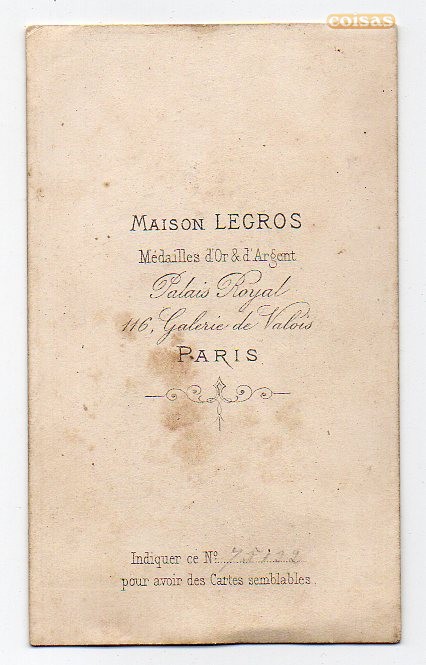 coisas
MAISON LEGROS
Médailles d'Or & d'Argent
Palais Royal
116, Galerie de Valois
PARIS
Indiquer ce Nº 75122
pour avoir des Cartes semblables.